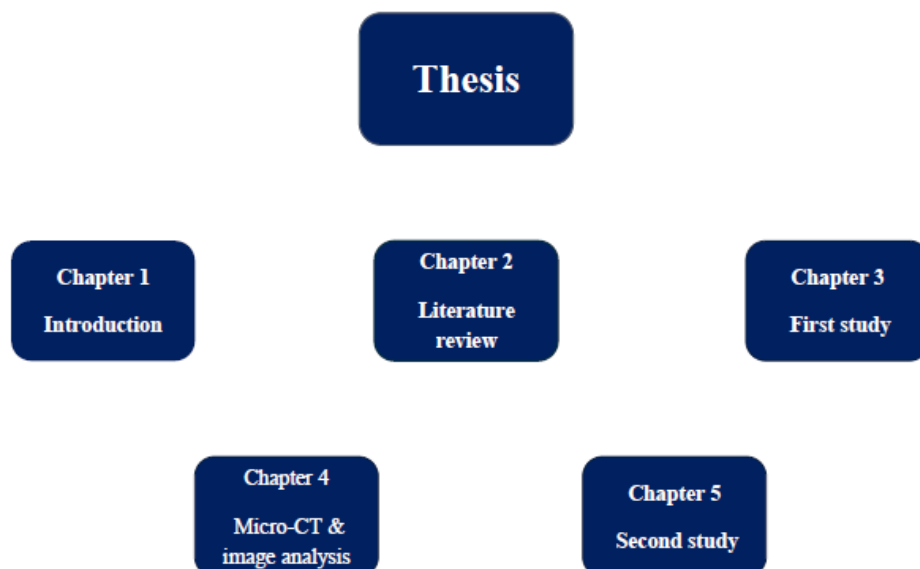 Thesis
Chapter 1
Introduction
Chapter 2
Literature
review
Chapter 3
First study
Chapter 4
Micro-CT &
image analysis
Chapter 5
Second study